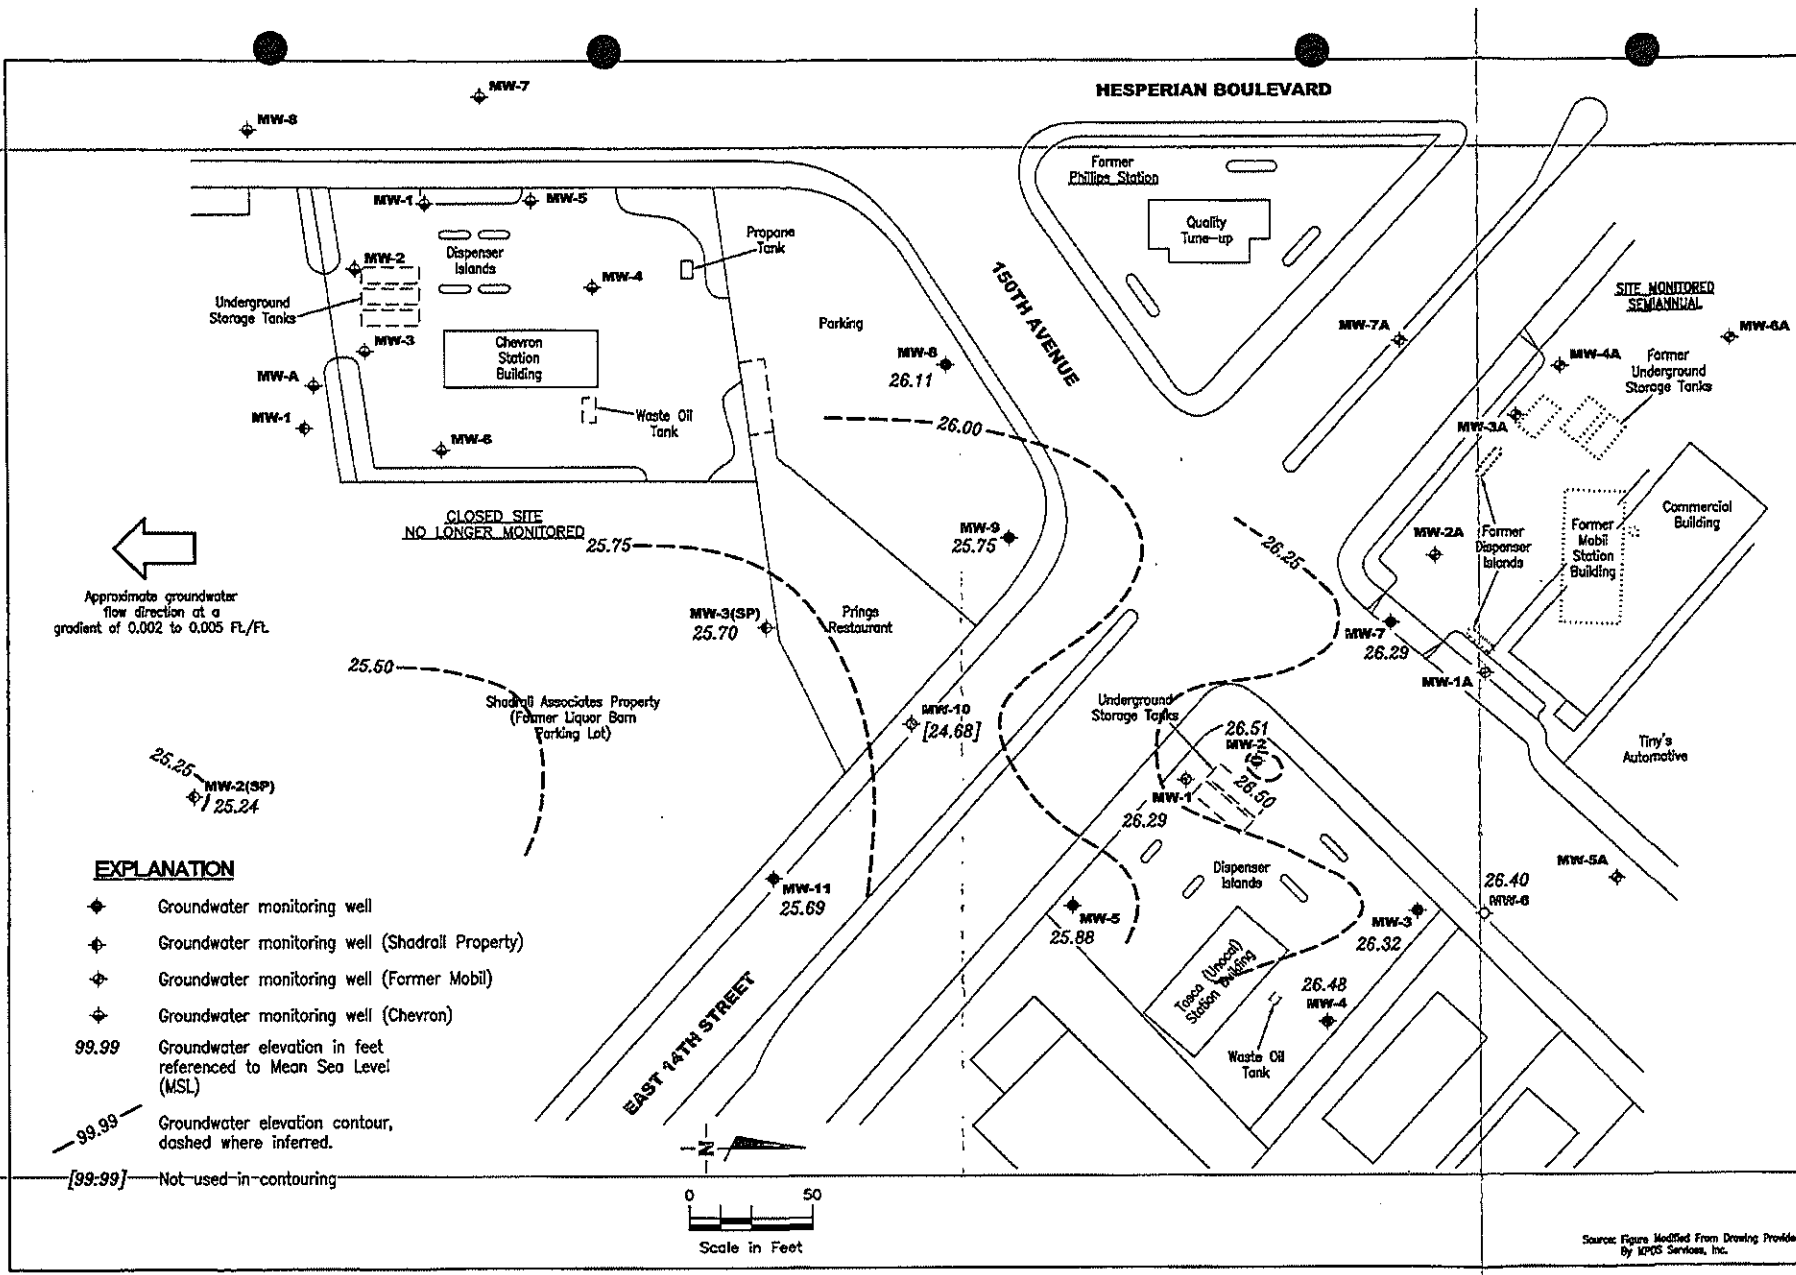 MW-7
MW-8
HESPERIAN BOULEVARD
Former
Phillips Station
Quality
Tune-up
MW-1
MW-5
MW-2
Dispenser
Islands
Propane
Tank
MW-4
Underground
Storage Tanks
MW-3
Chevron
Station
Building
MW-A
MW-1
MW-6
Waste Oil
Tank
Parking
MW-8
26.11
150TH AVENUE
26.00
MW-7A
SITE MONITORED
SEMIANNUAL
MW-6A
MW-4A
Former
Underground
Storage Tanks
MW-3A
Commercial
Building
Former
Mobil
Station
Building
Former
Dispenser
Islands
MW-2A
CLOSED SITE
NO LONGER MONITORED
25.75
MW-9
25.75
26.25
Approximate groundwater
flow direction at a
gradient of 0.002 to 0.005 Ft./Ft.
MW-3(SP)
25.70
Prings
Restaurant
MW-7
26.29
MW-1A
25.50
Shadrall Associates Property
(Former Liquor Barn
Parking Lot)
MW-10
[24.68]
Underground
Storage Tanks
26.51
MW-2
26.50
MW-1
26.29
Tiny's
Automotive
25.25
MW-2(SP)
25.24
MW-11
25.69
Dispenser
Islands
MW-5
25.88
MW-3
26.32
MW-5A
26.40
MW-6
Tosco (Unocal)
Station Building
26.48
MW-4
Waste Oil
Tank
EAST 14TH STREET
EXPLANATION
Groundwater monitoring well
Groundwater monitoring well (Shadrall Property)
Groundwater monitoring well (Former Mobil)
Groundwater monitoring well (Chevron)
99.99 Groundwater elevation in feet
referenced to Mean Sea Level
(MSL)
99.99 Groundwater elevation contour,
dashed where inferred.
[99.99] Not used in contouring
N
0 50
Scale in Feet
Source: Figure Modified From Drawing Provide
By MPDS Services, Inc.